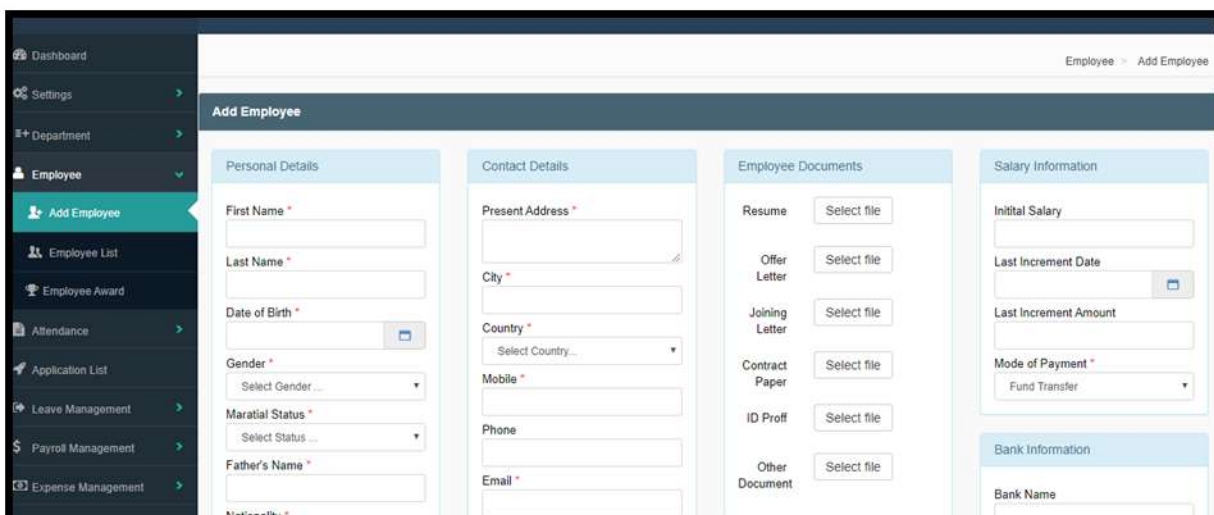 Dashboard
Settings
Department
Employee
Add Employee
Employee List
Employee Award
Attendance
Application List
Leave Management
Payroll Management
Expense Management
Employee > Add Employee
Add Employee
Personal Details
First Name *
Last Name *
Date of Birth *
Gender *
Select Gender ...
Maratial Status *
Select Status ...
Father's Name *
Nationality *
Contact Details
Present Address *
City *
Country *
Select Country...
Mobile *
Phone
Email *
Employee Documents
Resume Select file
Offer Select file
Letter
Joining Select file
Letter
Contract Select file
Paper
ID Proff Select file
Other Select file
Document
Salary Information
Initital Salary
Last Increment Date
Last Increment Amount
Mode of Payment *
Fund Transfer
Bank Information
Bank Name